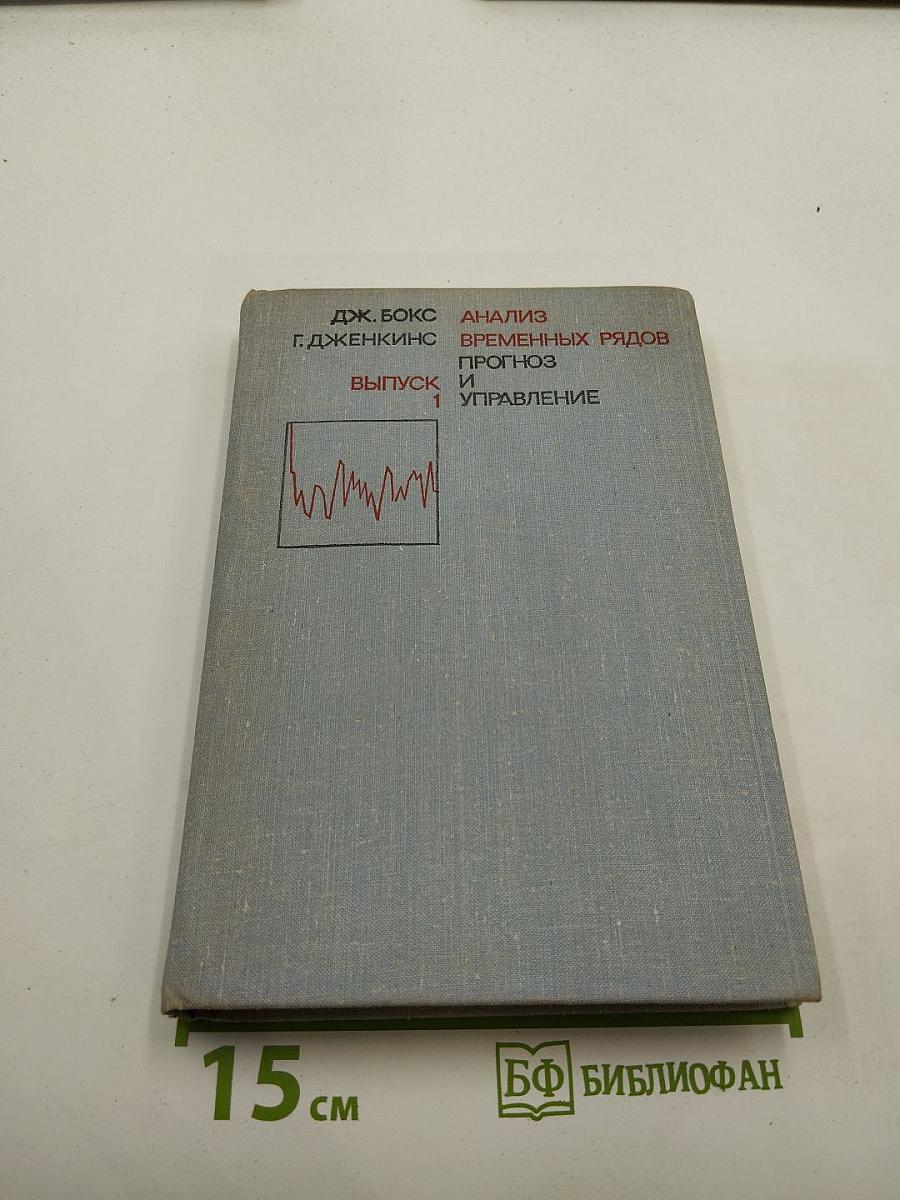 ДЖ. БОКС
Г. ДЖЕНКИНС
ВЫПУСК
1
АНАЛИЗ
ВРЕМЕННЫХ РЯДОВ
ПРОГНОЗ
И
УПРАВЛЕНИЕ
15 см
БФ БИБЛИОФАН